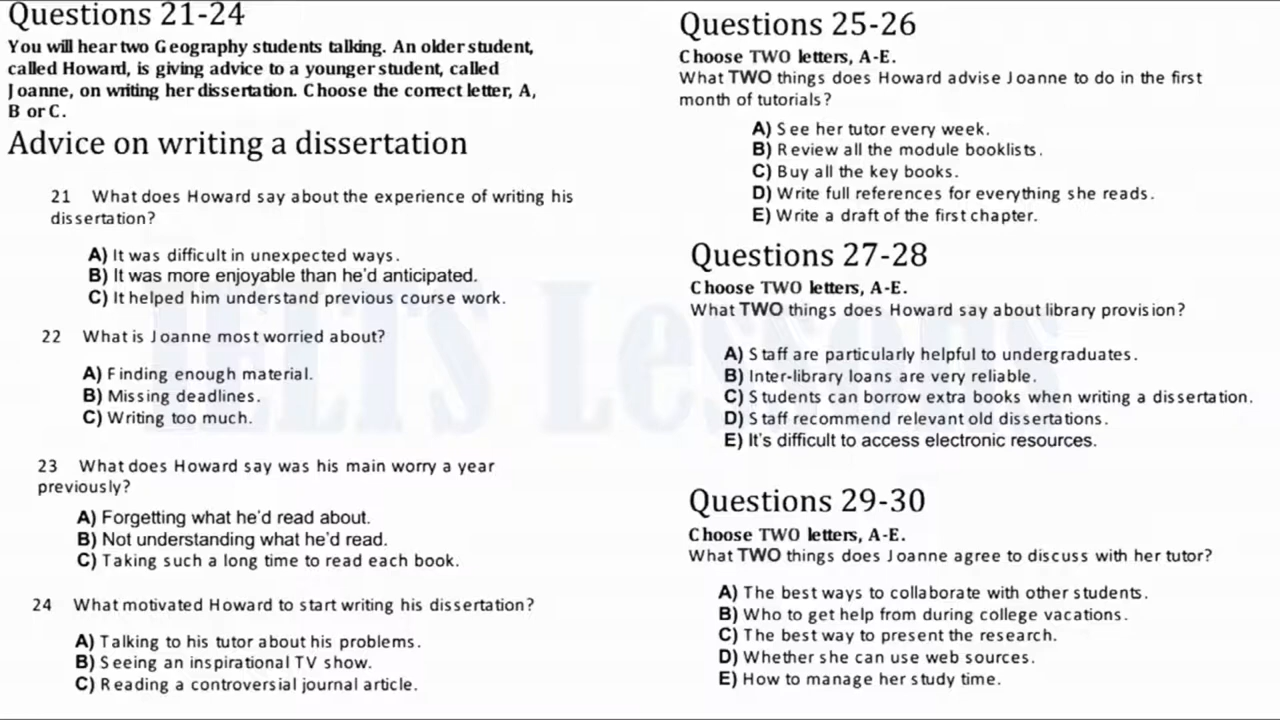 Questions 21-24
You will hear two Geography students talking. An older student,
called Howard, is giving advice to a younger student, called
Joanne, on writing her dissertation. Choose the correct letter, A,
B or C.
Advice on writing a dissertation
21 What does Howard say about the experience of writing his
dissertation?
A) It was difficult in unexpected ways.
B) It was more enjoyable than he'd anticipated.
C) It helped him understand previous course work.
22 What is Joanne most worried about?
A) Finding enough material.
B) Missing deadlines.
C) Writing too much.
23 What does Howard say was his main worry a year
previously?
A) Forgetting what he'd read about.
B) Not understanding what he'd read.
C) Taking such a long time to read each book.
24 What motivated Howard to start writing his dissertation?
A) Talking to his tutor about his problems.
B) Seeing an inspirational TV show.
C) Reading a controversial journal article.
Questions 25-26
Choose TWO letters, A-E.
What TWO things does Howard advise Joanne to do in the first
month of tutorials?
A) See her tutor every week.
B) Review all the module booklists.
C) Buy all the key books.
D) Write full references for everything she reads.
E) Write a draft of the first chapter.
Questions 27-28
Choose TWO letters, A-E.
What TWO things does Howard say about library provision?
A) Staff are particularly helpful to undergraduates.
B) Inter-library loans are very reliable.
C) Students can borrow extra books when writing a dissertation.
D) Staff recommend relevant old dissertations.
E) It's difficult to access electronic resources.
Questions 29-30
Choose TWO letters, A-E.
What TWO things does Joanne agree to discuss with her tutor?
A) The best ways to collaborate with other students.
B) Who to get help from during college vacations.
C) The best way to present the research.
D) Whether she can use web sources.
E) How to manage her study time.
IELTS Lessons